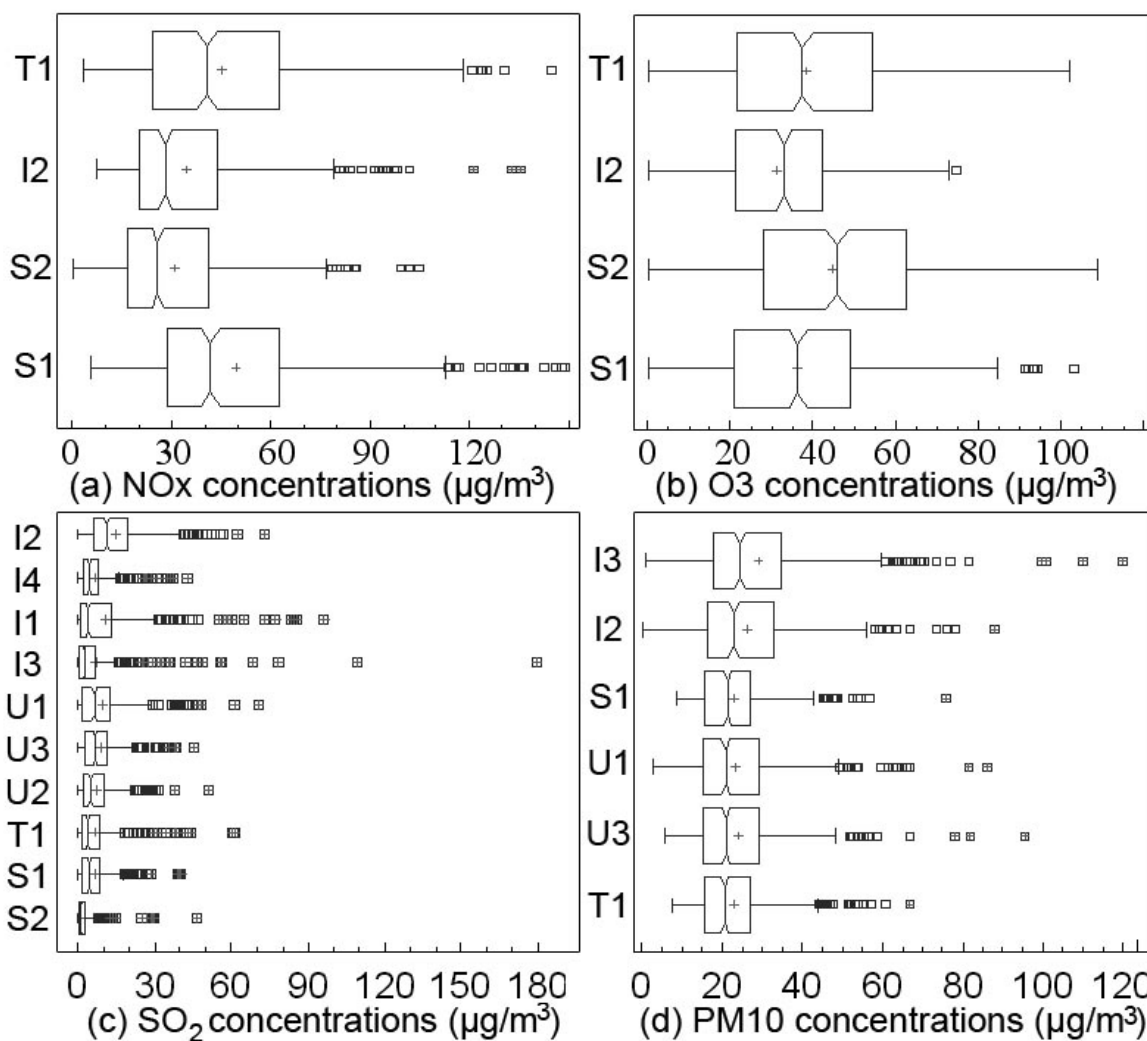 T1
I2
S2
S1
0 30 60 90 120
(a) NOx concentrations (µg/m³)
T1
I2
S2
S1
0 20 40 60 80 100
(b) O3 concentrations (µg/m³)
I2
I4
I1
I3
U1
U3
U2
T1
S1
S2
0 30 60 90 120 150 180
(c) SO₂ concentrations (µg/m³)
I3
I2
S1
U1
U3
T1
0 20 40 60 80 100 120
(d) PM10 concentrations (µg/m³)